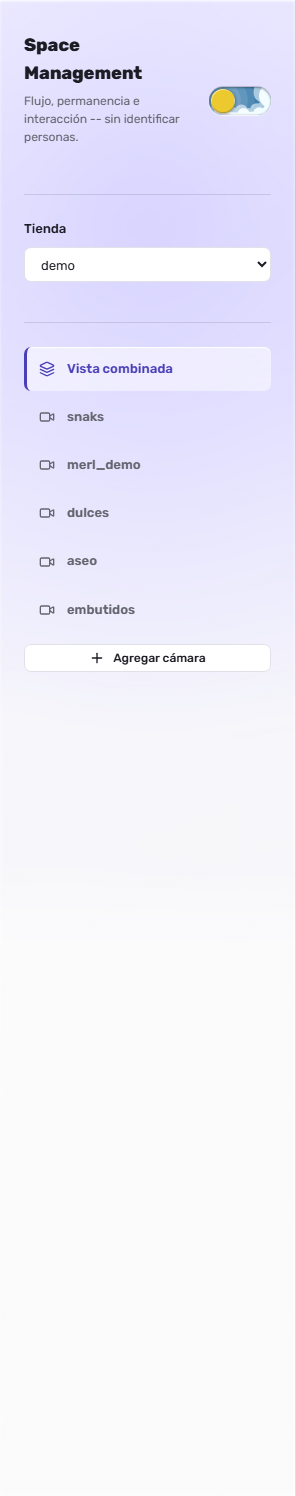 Space
Management
Flujo, permanencia e
interacción -- sin identificar
personas.
Tienda
demo
Vista combinada
snaks
merl_demo
dulces
aseo
embutidos
Agregar cámara